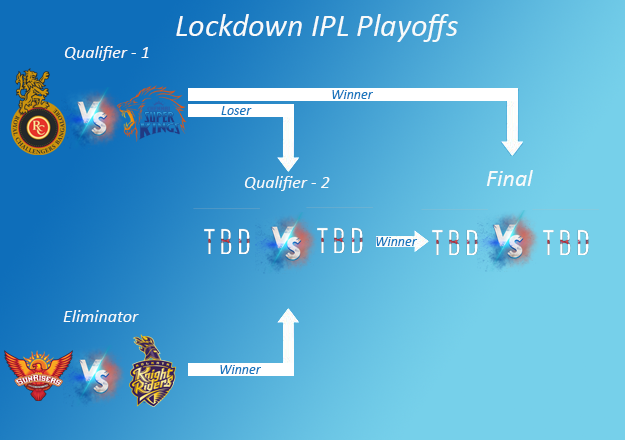 Lockdown IPL Playoffs
Qualifier - 1
ROYAL CHALLENGERS BANGALORE
RC
VS
SUPER
KINGS
Winner
Loser
Qualifier - 2
Final
TBD VS TBD
Winner
TBD VS TBD
Eliminator
SUNRISERS
VS
KOLKATA
Knight
Riders
Winner